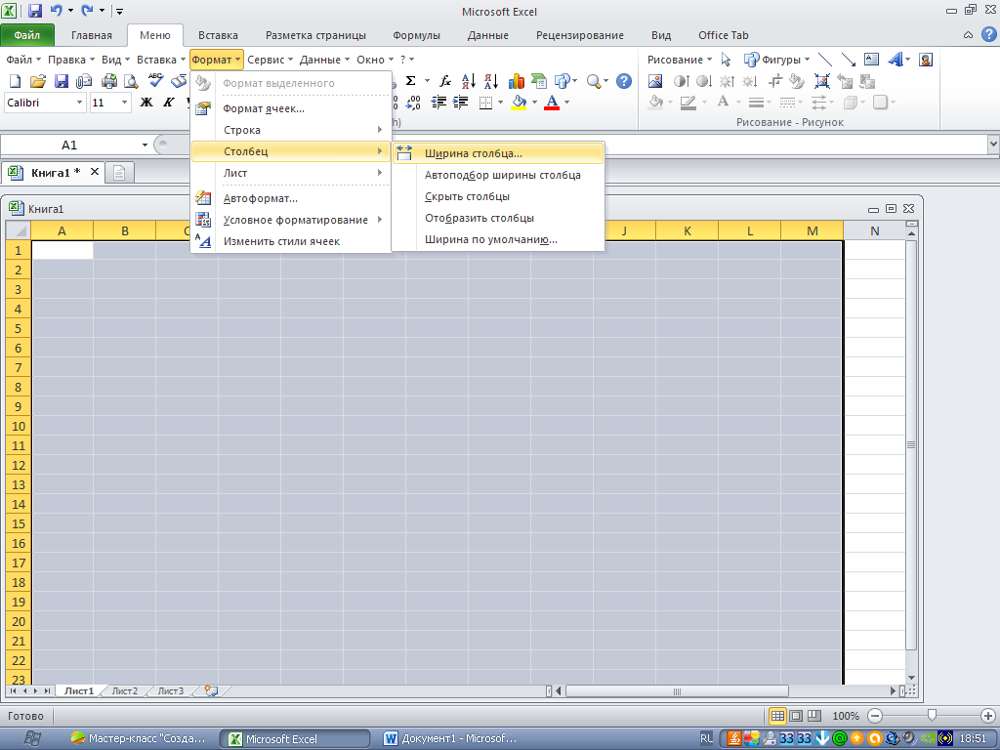 Microsoft Excel
Файл Главная Меню Вставка Разметка страницы Формулы Данные Рецензирование Вид Office Tab
Файл Правка Вид Вставка Формат Сервис Данные Окно ? Рисование Фигуры
Calibri 11 Ж К
Рисование - Рисунок
Формат выделенного
Формат ячеек...
Строка
Столбец
Лист
Автоформат...
Условное форматирование
Изменить стили ячеек
Ширина столбца...
Автоподбор ширины столбца
Скрыть столбцы
Отобразить столбцы
Ширина по умолчанию...
A1
Книга1 *
Книга1
A B J K L M N
1
2
3
4
5
6
7
8
9
10
11
12
13
14
15
16
17
18
19
20
21
22
23
Лист1 Лист2 Лист3
Готово 100%
Мастер-класс "Созда... Microsoft Excel Документ1 - Microsof... RU 33 33 18:51